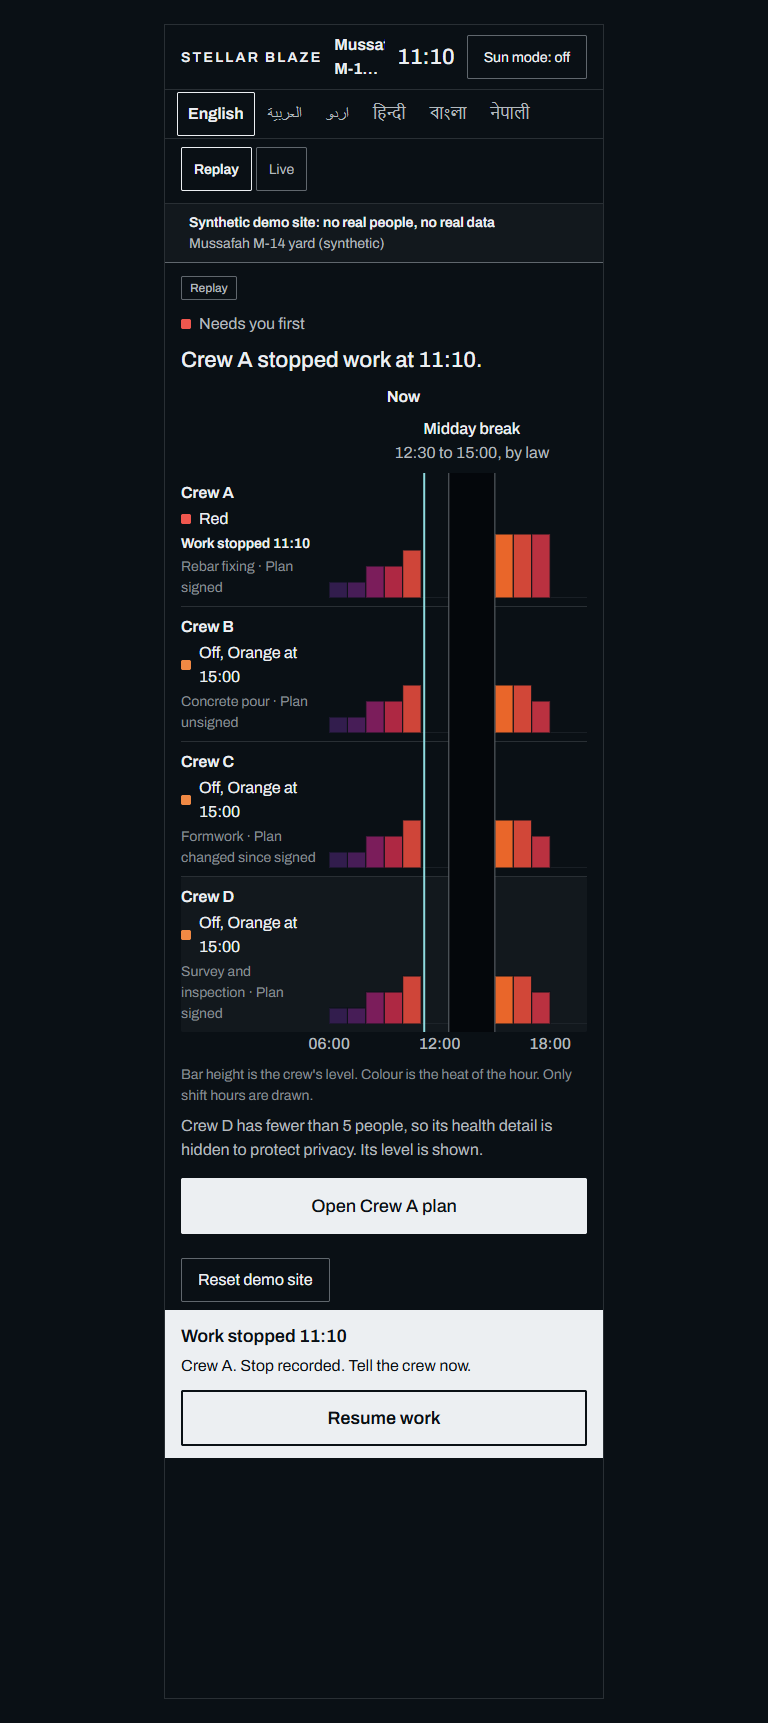 STELLAR BLAZE
Mussa
M-1...
11:10
Sun mode: off
English
العربية
اردو
हिन्दी
বাংলা
नेपाली
Replay
Live
Synthetic demo site: no real people, no real data
Mussafah M-14 yard (synthetic)
Replay
Needs you first
Crew A stopped work at 11:10.
Now
Midday break
12:30 to 15:00, by law
Crew A
Red
Work stopped 11:10
Rebar fixing · Plan
signed
Crew B
Off, Orange at
15:00
Concrete pour · Plan
unsigned
Crew C
Off, Orange at
15:00
Formwork · Plan
changed since signed
Crew D
Off, Orange at
15:00
Survey and
inspection · Plan
signed
06:00
12:00
18:00
Bar height is the crew's level. Colour is the heat of the hour. Only
shift hours are drawn.
Crew D has fewer than 5 people, so its health detail is
hidden to protect privacy. Its level is shown.
Open Crew A plan
Reset demo site
Work stopped 11:10
Crew A. Stop recorded. Tell the crew now.
Resume work